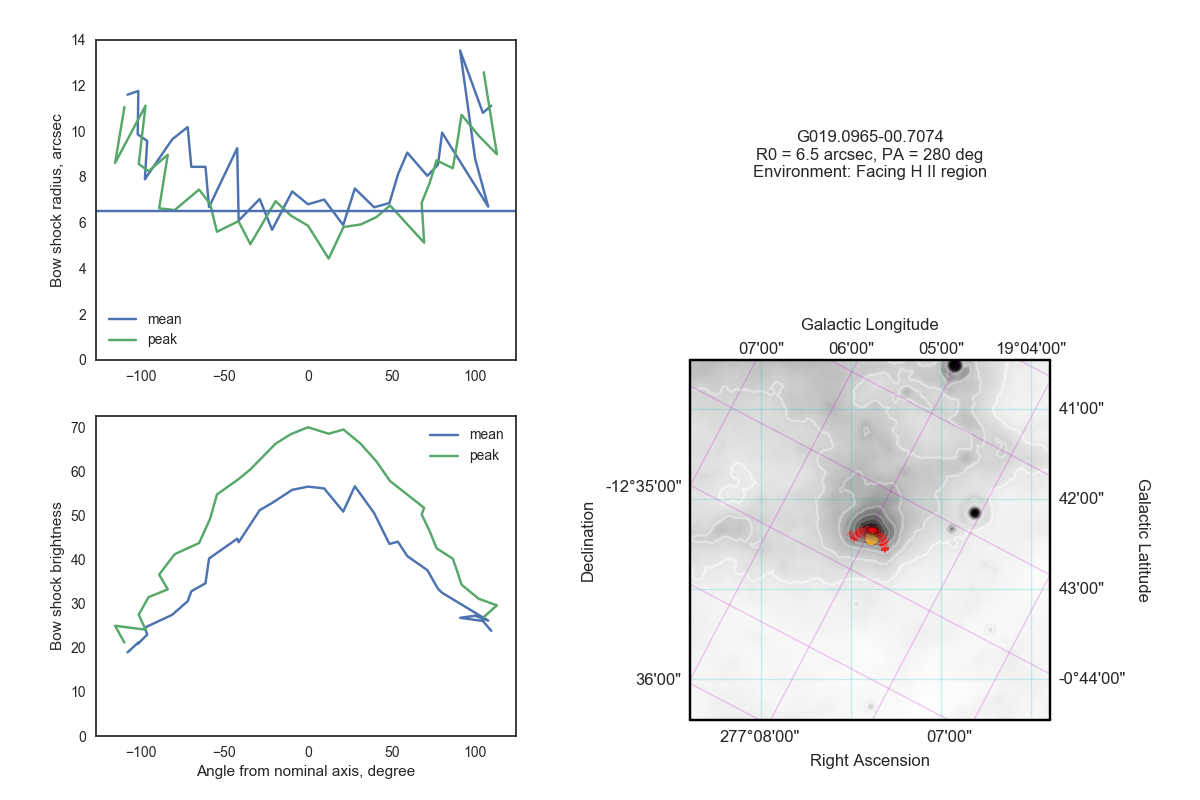 14
12
10
8
6
4
2
0
Bow shock radius, arcsec
mean
peak
−100
−50
0
50
100
70
60
50
40
30
20
10
0
Bow shock brightness
mean
peak
−100
−50
0
50
100
Angle from nominal axis, degree
G019.0965-00.7074
R0 = 6.5 arcsec, PA = 280 deg
Environment: Facing H II region
Galactic Longitude
07'00" 06'00" 05'00" 19°04'00"
-12°35'00"
36'00"
Declination
41'00"
42'00"
43'00"
-0°44'00"
Galactic Latitude
277°08'00" 07'00"
Right Ascension